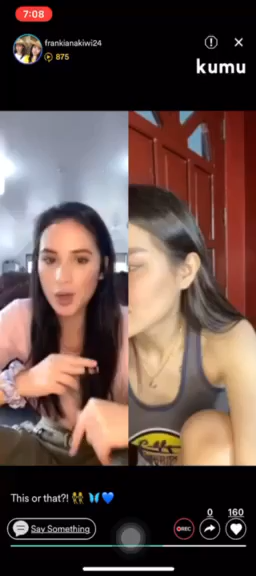 7:08
frankianakiwi24
875
kumu
This or that?! 👯 🦋💙
Say Something
REC
0
160